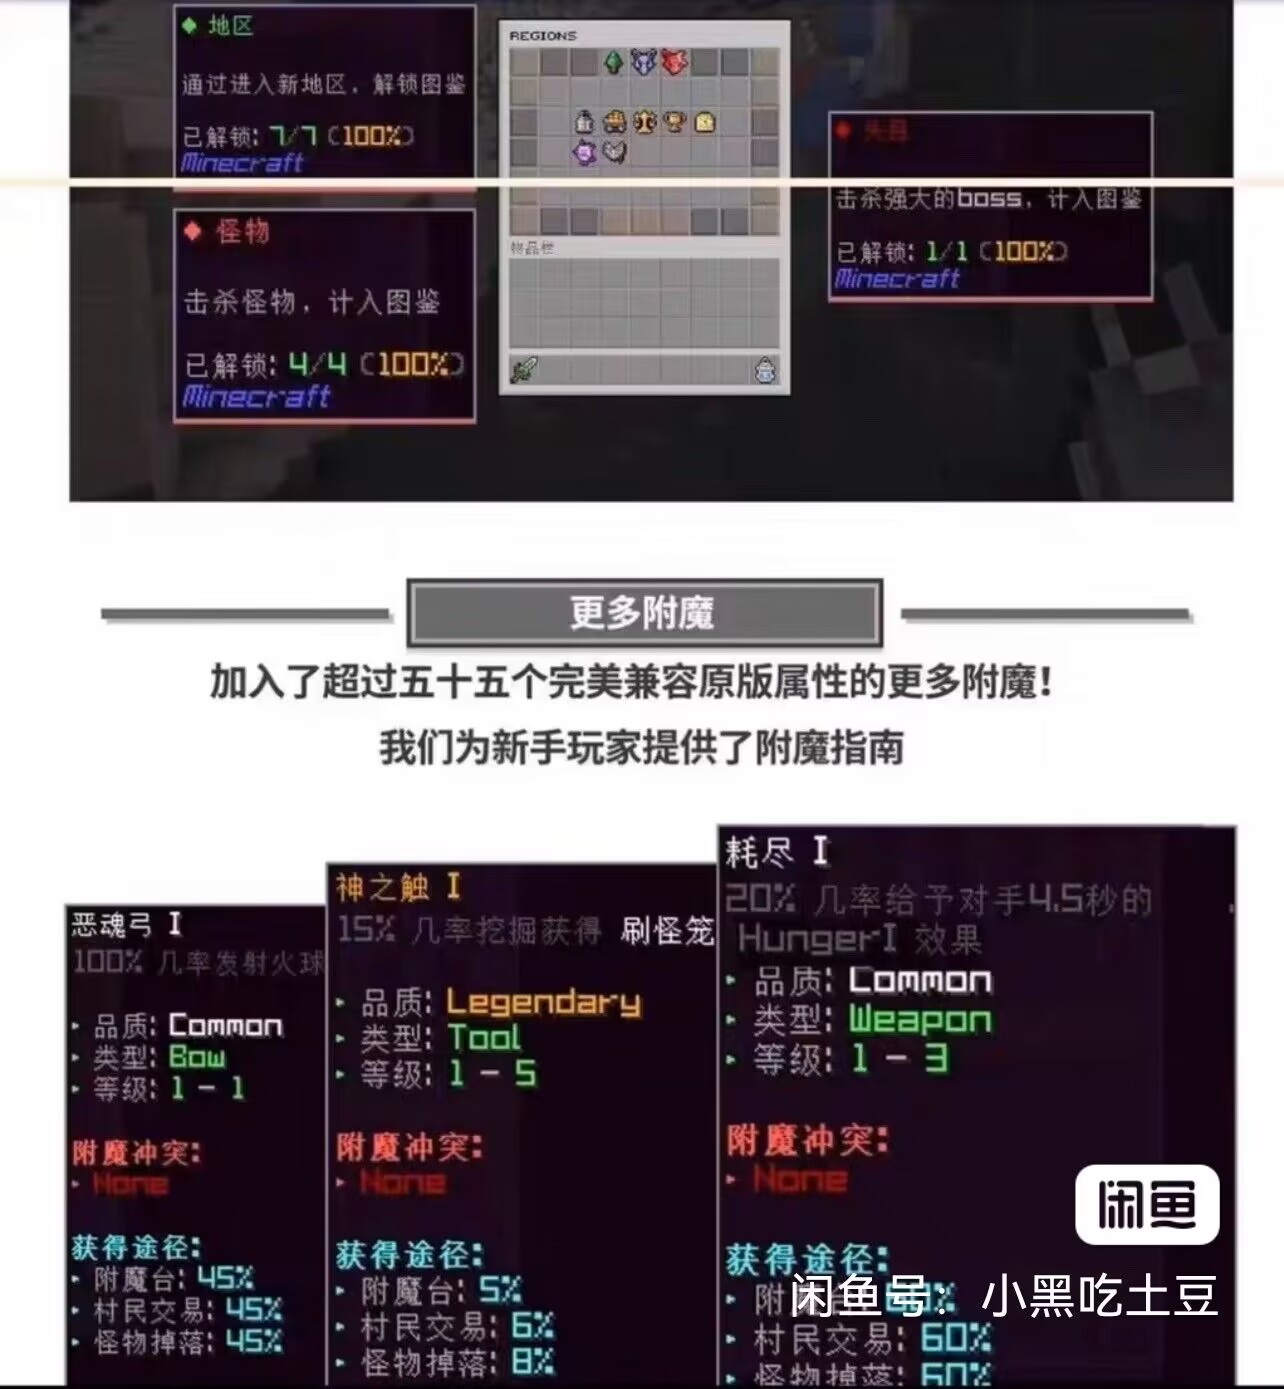 ◆ 地区
通过进入新地区，解锁图鉴
已解锁: 7/7 (100%)
Minecraft
◆ 怪物
击杀怪物，计入图鉴
已解锁: 4/4 (100%)
Minecraft
REGIONS
物品栏
◆ 头目
击杀强大的boss，计入图鉴
已解锁: 1/1 (100%)
Minecraft
更多附魔
加入了超过五十五个完美兼容原版属性的更多附魔！
我们为新手玩家提供了附魔指南
恶魂弓 I
100% 几率发射火球
▸ 品质: Common
▸ 类型: Bow
▸ 等级: 1 - 1
附魔冲突:
▸ None
获得途径:
▸ 附魔台: 45%
▸ 村民交易: 45%
▸ 怪物掉落: 45%
神之触 I
15% 几率挖掘获得 刷怪笼
▸ 品质: Legendary
▸ 类型: Tool
▸ 等级: 1 - 5
附魔冲突:
▸ None
获得途径:
▸ 附魔台: 5%
▸ 村民交易: 6%
▸ 怪物掉落: 8%
耗尽 I
20% 几率给予对手4.5秒的
HungerI 效果
▸ 品质: Common
▸ 类型: Weapon
▸ 等级: 1 - 3
附魔冲突:
▸ None
获得途径:
▸ 附
▸ 村民交易: 60%
▸ 怪物掉落: 60%
闲鱼
闲鱼号：小黑吃土豆